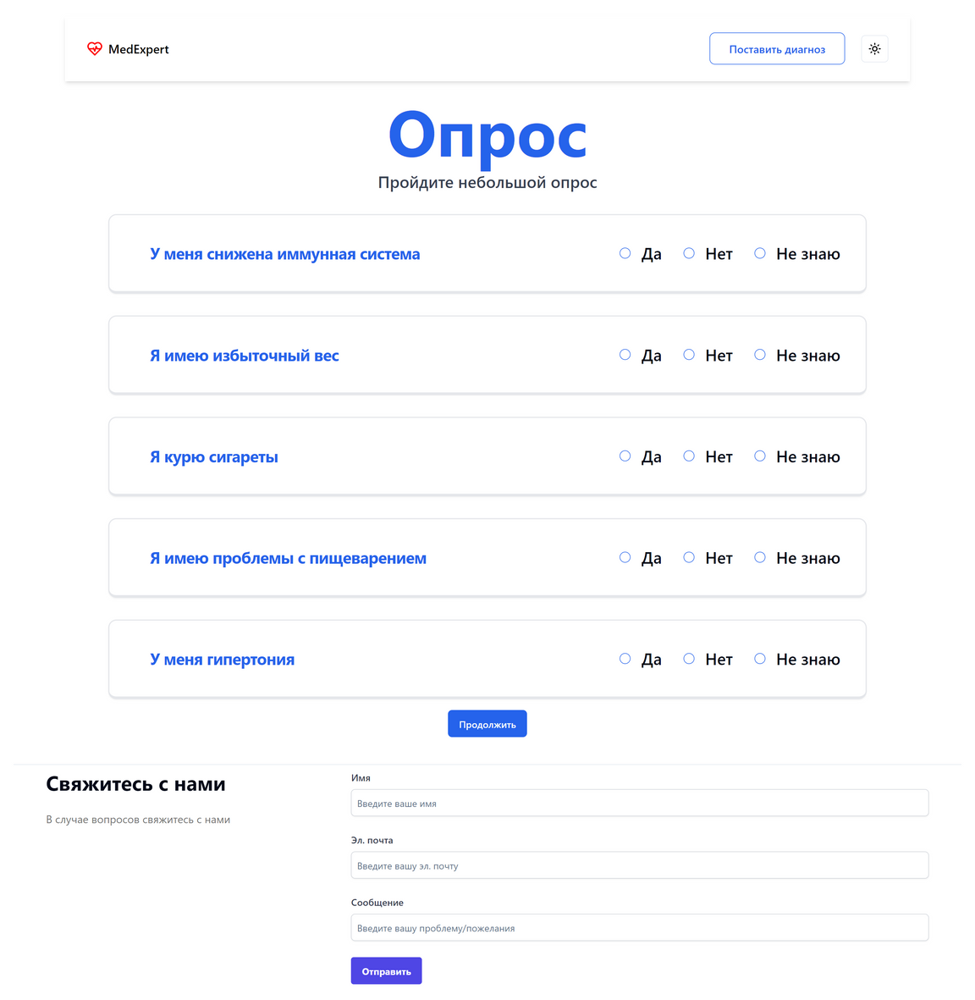 MedExpert
Поставить диагноз
Опрос
Пройдите небольшой опрос
У меня снижена иммунная система Да Нет Не знаю
Я имею избыточный вес Да Нет Не знаю
Я курю сигареты Да Нет Не знаю
Я имею проблемы с пищеварением Да Нет Не знаю
У меня гипертония Да Нет Не знаю
Продолжить
Свяжитесь с нами
В случае вопросов свяжитесь с нами
Имя
Введите ваше имя
Эл. почта
Введите вашу эл. почту
Сообщение
Введите вашу проблему/пожелания
Отправить